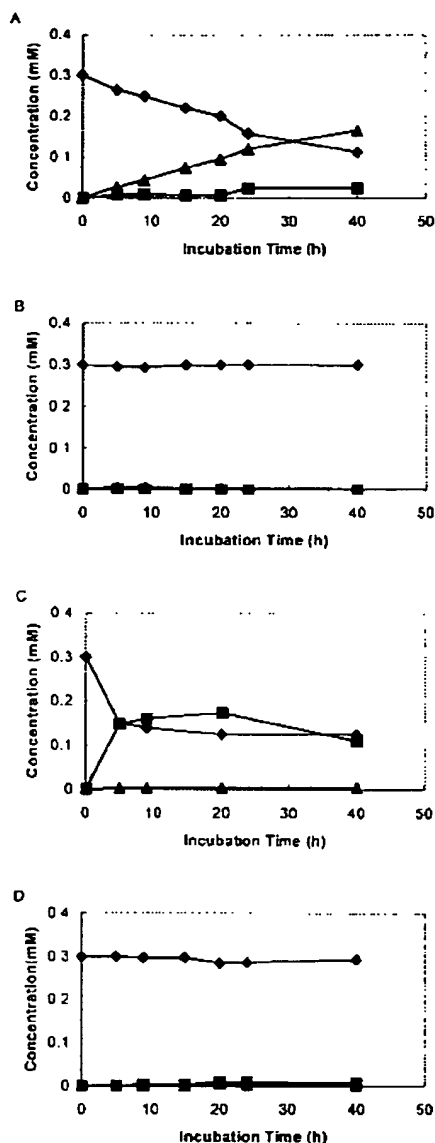 A
Concentration (mM)
0.4
0.3
0.2
0 1
0
0 10 20 30 40 50
Incubation Time (h)
B
Concentration (mM)
0 4
0.3
0 2
0 1
0
0 10 20 30 40 50
Incubation Time (h)
C
Concentration (mM)
0 4
0.3
0.2
0.1
0
0 10 20 30 40 50
Incubation Time (h)
D
Concentration(mM)
0 4
0 3
0 2
0 1
0
0 10 20 30 40 50
Incubation Time (h)